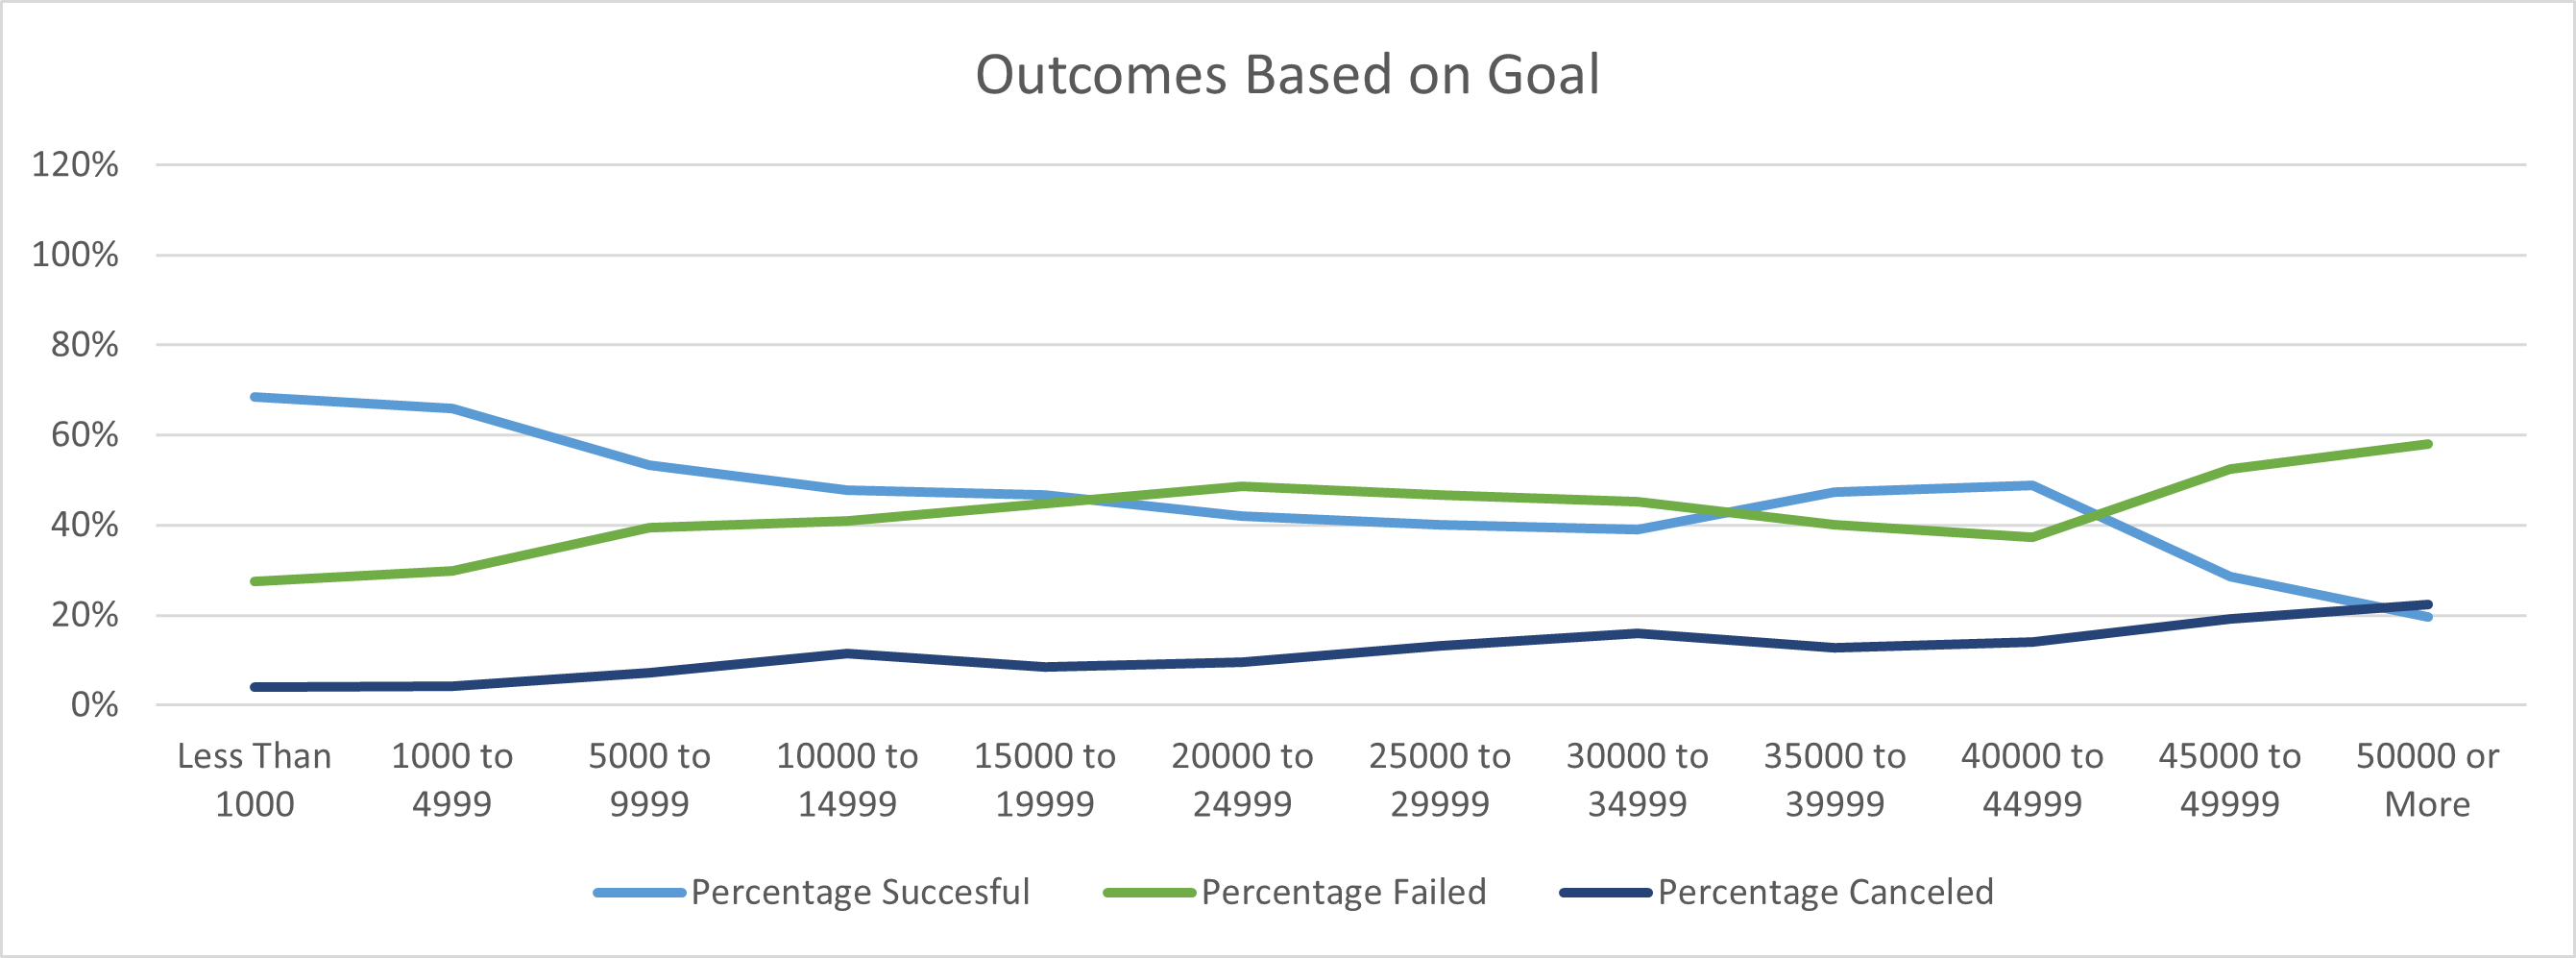 Outcomes Based on Goal
120%
100%
80%
60%
40%
20%
0%
Less Than
1000
1000 to
4999
5000 to
9999
10000 to
14999
15000 to
19999
20000 to
24999
25000 to
29999
30000 to
34999
35000 to
39999
40000 to
44999
45000 to
49999
50000 or
More
Percentage Succesful
Percentage Failed
Percentage Canceled